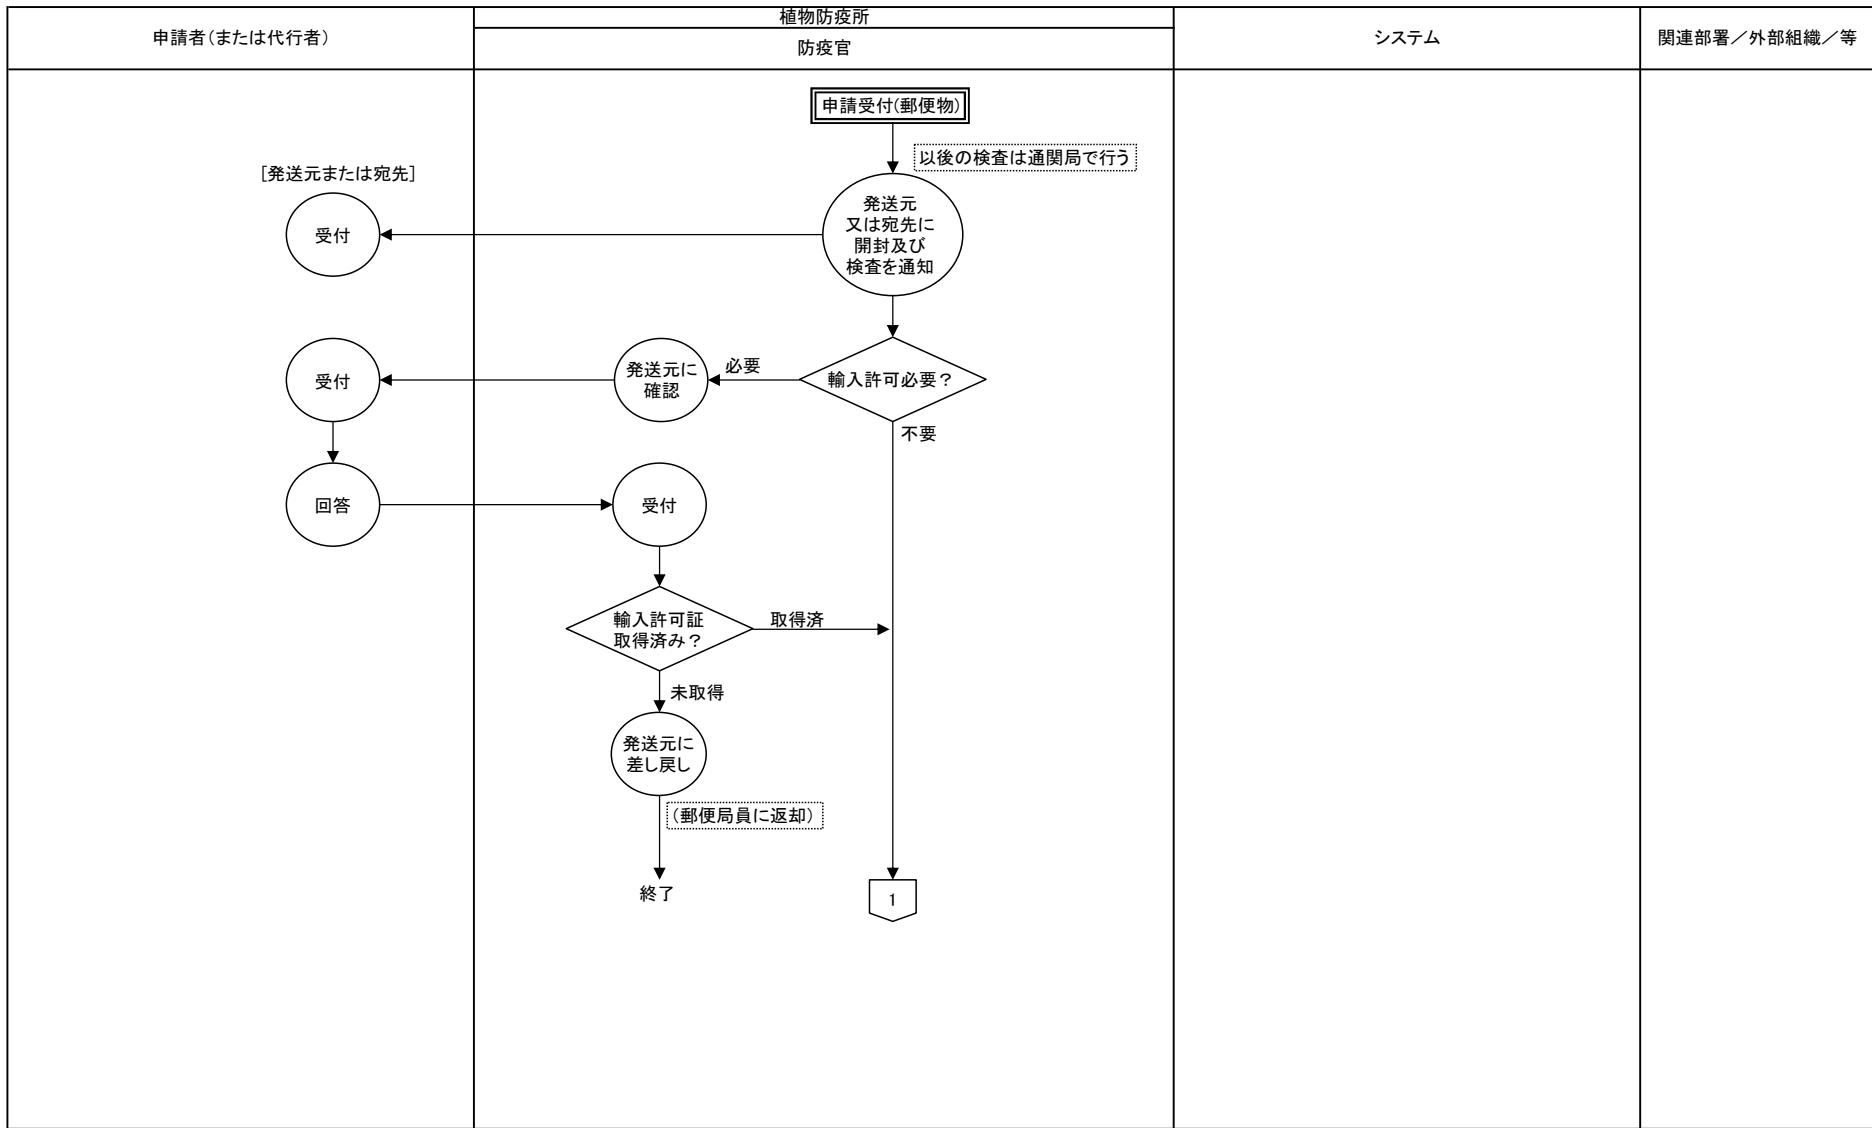 申請者（または代行者）
植物防疫所
防疫官
システム
関連部署／外部組織／等
申請受付(郵便物)
以後の検査は通関局で行う
[発送元または宛先]
受付
発送元
又は宛先に
開封及び
検査を通知
受付
発送元に
確認
必要
輸入許可必要？
不要
回答
受付
輸入許可証
取得済み？
取得済
未取得
発送元に
差し戻し
（郵便局員に返却）
終了
1